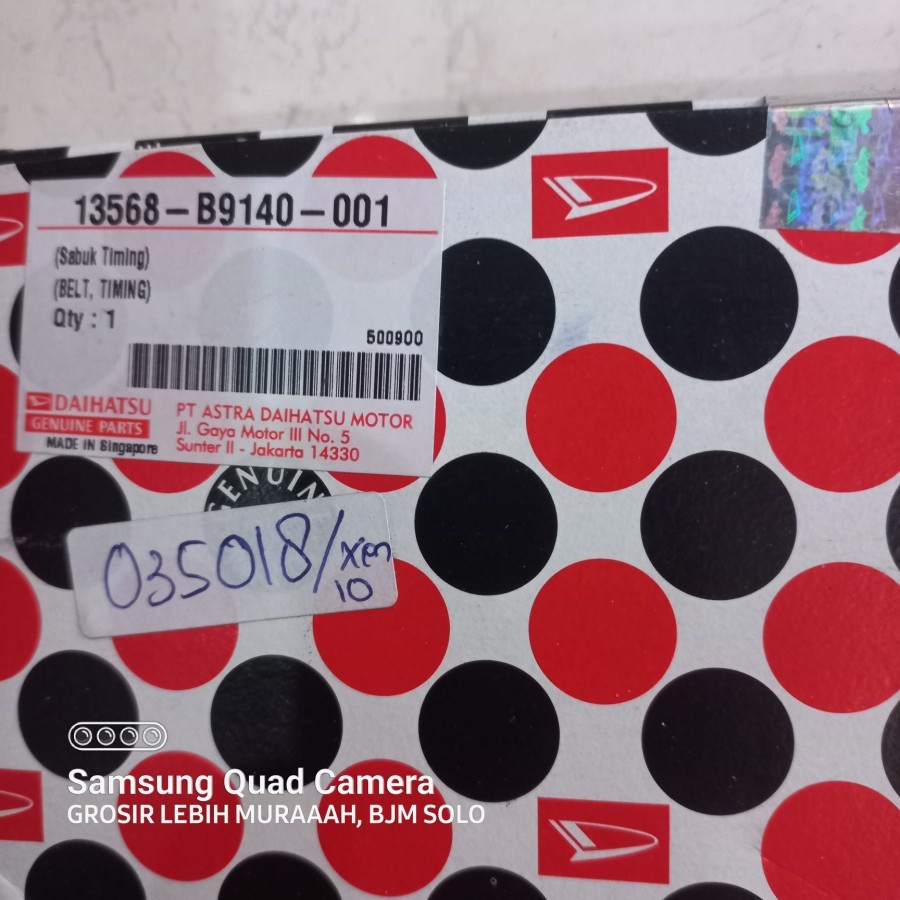 13568-B9140-001
(Sabuk Timing)
(BELT, TIMING)
Qty : 1
500900
DAIHATSU
GENUINE PARTS
MADE IN Singapore
PT ASTRA DAIHATSU MOTOR
Jl. Gaya Motor III No. 5
Sunter II - Jakarta 14330
035018/xen
10
Samsung Quad Camera
GROSIR LEBIH MURAAAH, BJM SOLO